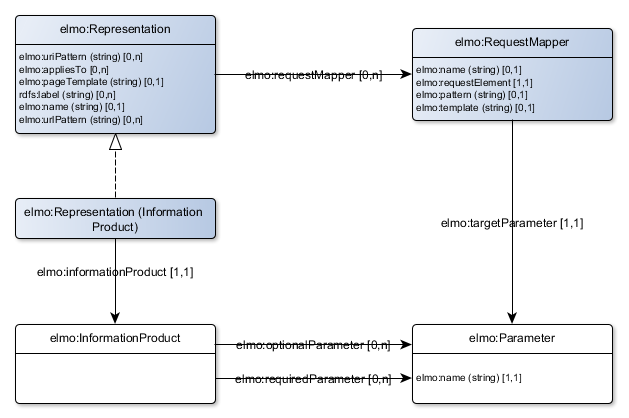 elmo:Representation
elmo:uriPattern (string) [0,n]
elmo:appliesTo [0,n]
elmo:pageTemplate (string) [0,1]
rdfs:label (string) [0,n]
elmo:name (string) [0,1]
elmo:urlPattern (string) [0,n]
elmo:requestMapper [0,n]
elmo:RequestMapper
elmo:name (string) [0,1]
elmo:requestElement [1,1]
elmo:pattern (string) [0,1]
elmo:template (string) [0,1]
elmo:Representation (Information
Product)
elmo:targetParameter [1,1]
elmo:informationProduct [1,1]
elmo:InformationProduct
elmo:optionalParameter [0,n]
elmo:requiredParameter [0,n]
elmo:Parameter
elmo:name (string) [1,1]